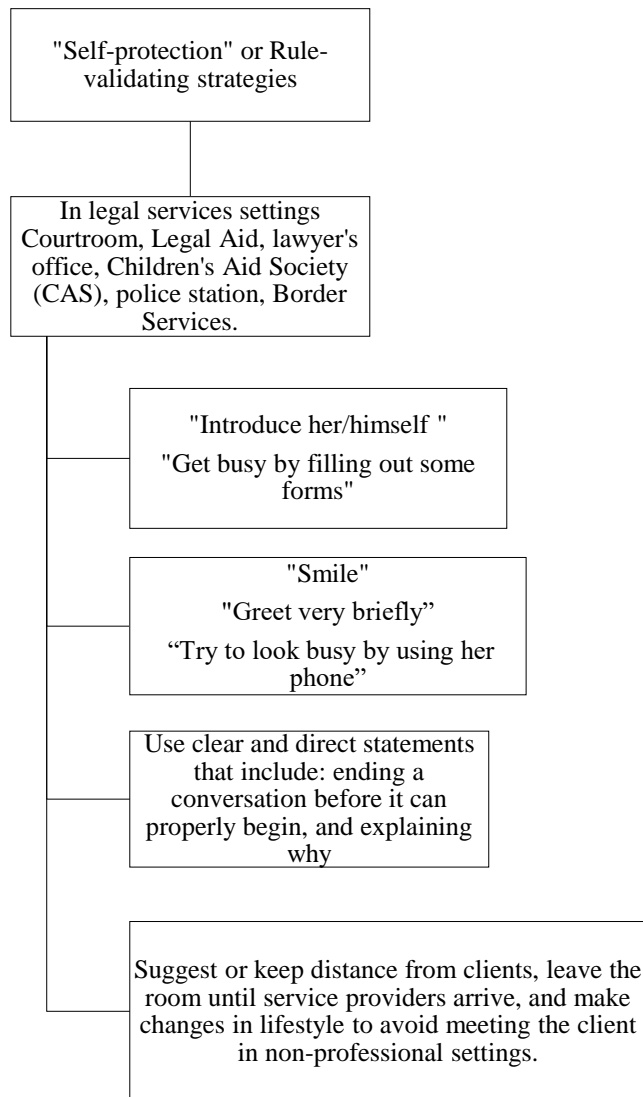 "Self-protection" or Rule-
validating strategies
In legal services settings
Courtroom, Legal Aid, lawyer's
office, Children's Aid Society
(CAS), police station, Border
Services.
"Introduce her/himself "
"Get busy by filling out some
forms"
"Smile"
"Greet very briefly”
“Try to look busy by using her
phone”
Use clear and direct statements
that include: ending a
conversation before it can
properly begin, and explaining
why
Suggest or keep distance from clients, leave the
room until service providers arrive, and make
changes in lifestyle to avoid meeting the client
in non-professional settings.